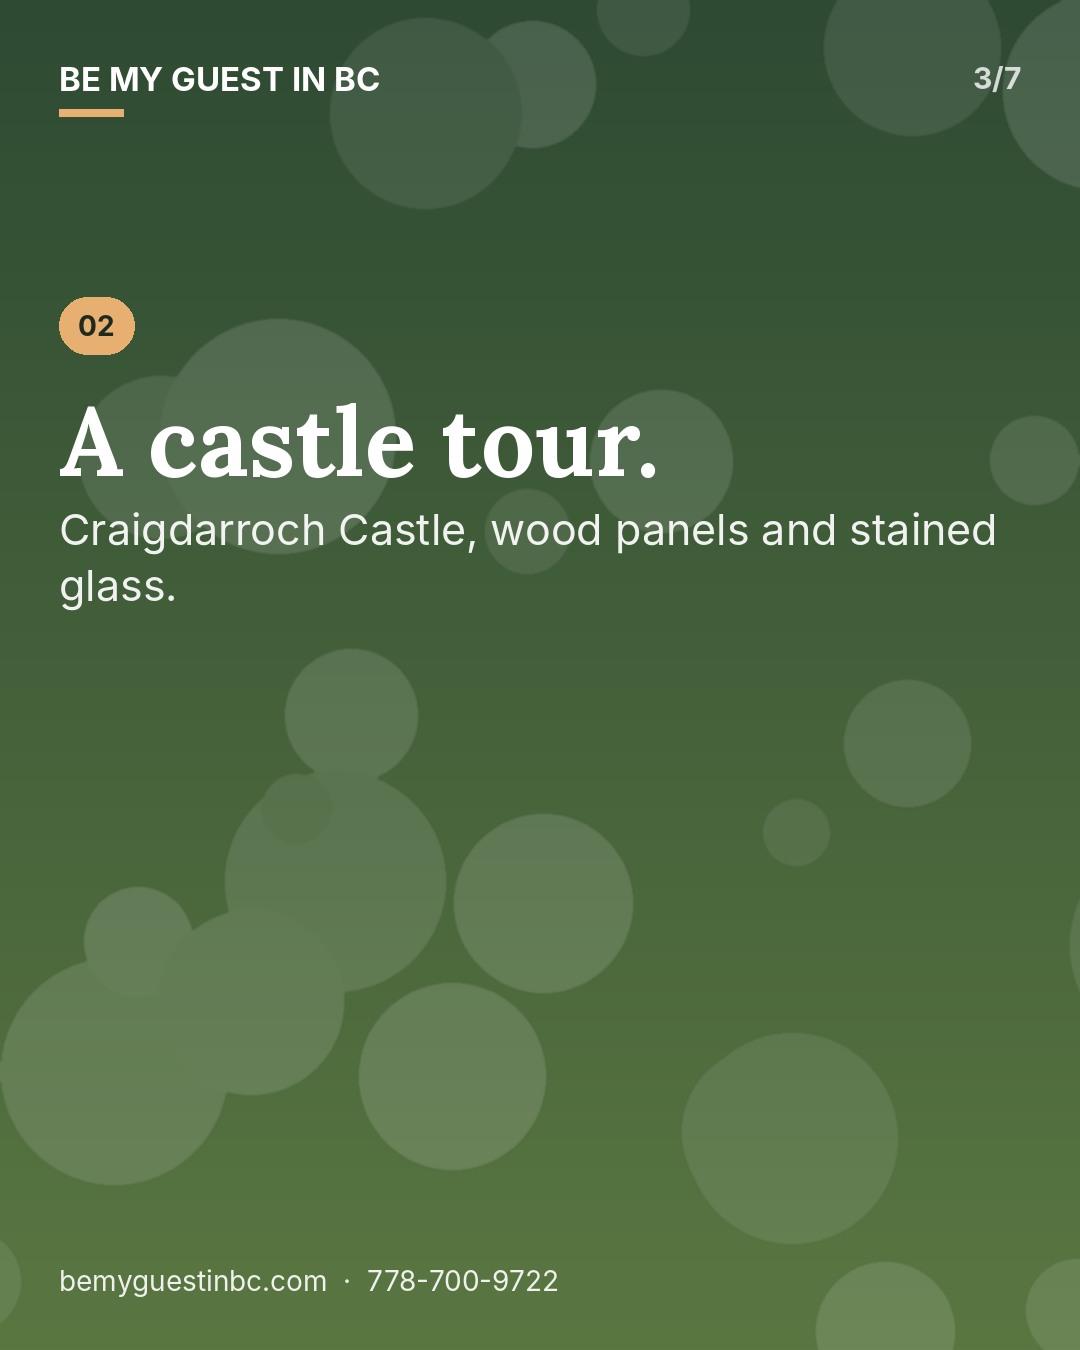 BE MY GUEST IN BC
3/7
02
A castle tour.
Craigdarroch Castle, wood panels and stained
glass.
bemyguestinbc.com · 778-700-9722